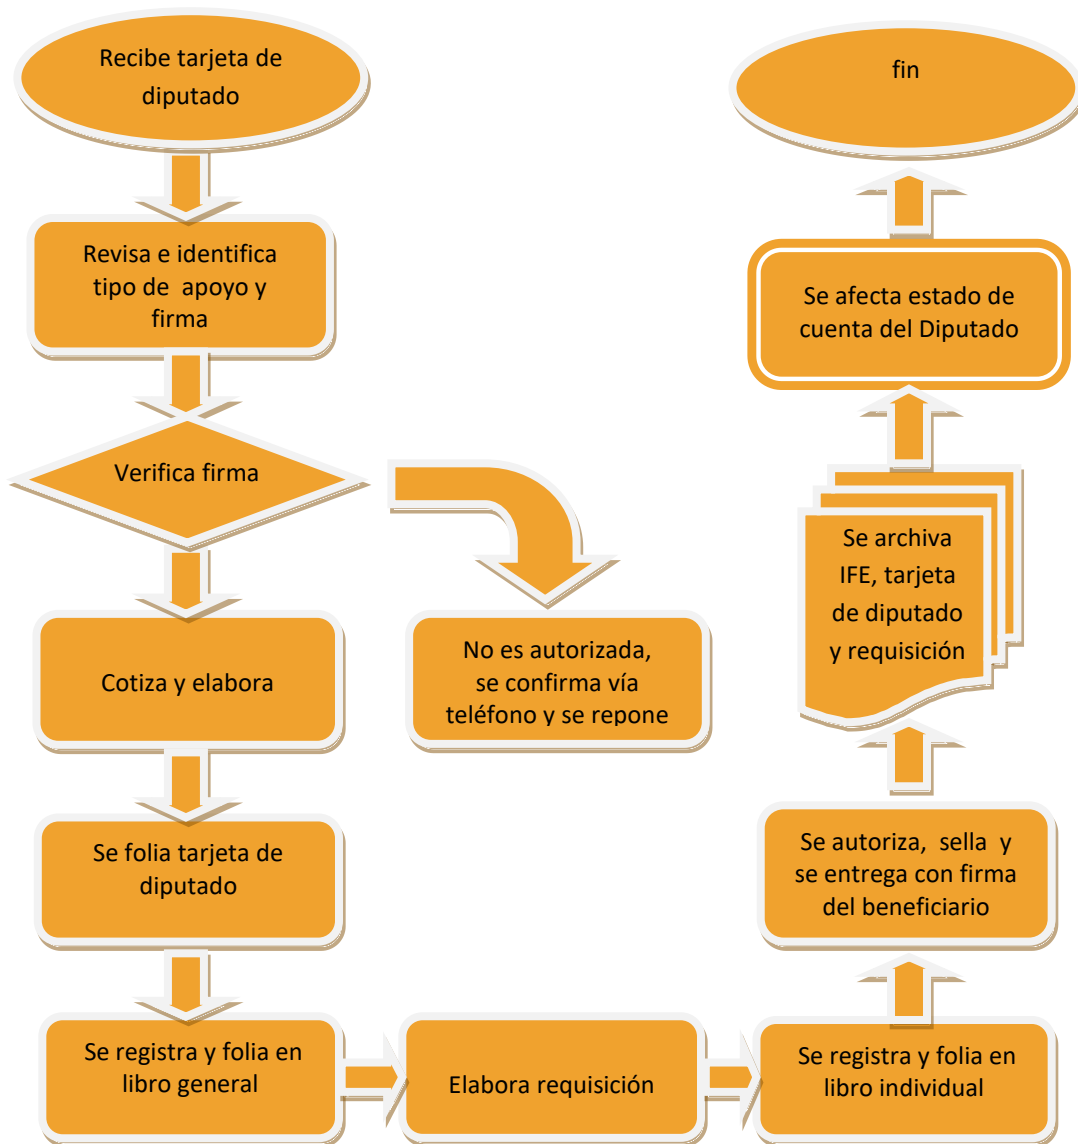 Recibe tarjeta de
diputado
Revisa e identifica
tipo de apoyo y
firma
Verifica firma
Cotiza y elabora
No es autorizada,
se confirma vía
teléfono y se repone
Se folia tarjeta de
diputado
Se registra y folia en
libro general
Elabora requisición
Se registra y folia en
libro individual
Se autoriza, sella y
se entrega con firma
del beneficiario
Se archiva
IFE, tarjeta
de diputado
y requisición
Se afecta estado de
cuenta del Diputado
fin